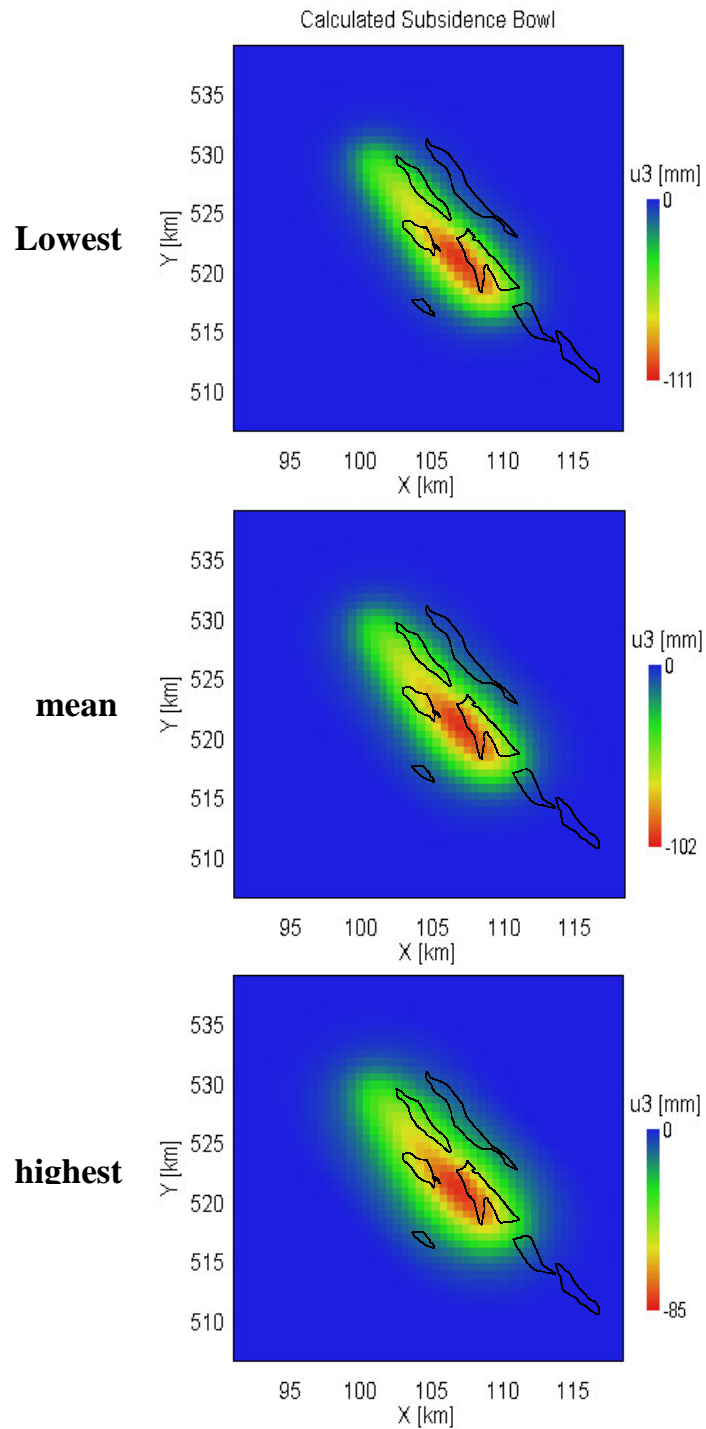 Calculated Subsidence Bowl
Lowest
Y [km]
535
530
525
520
515
510
95 100 105 110 115
X [km]
u3 [mm]
0
-111
mean
Y [km]
535
530
525
520
515
510
95 100 105 110 115
X [km]
u3 [mm]
0
-102
highest
Y [km]
535
530
525
520
515
510
95 100 105 110 115
X [km]
u3 [mm]
0
-85